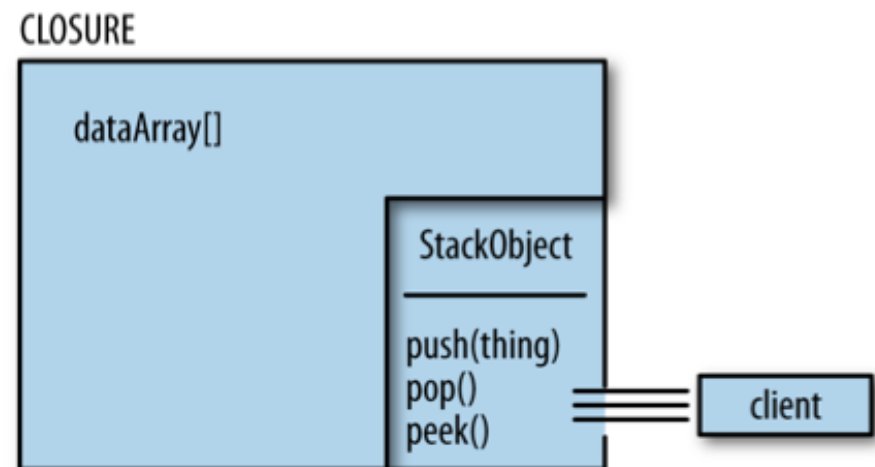 CLOSURE
dataArray[]
StackObject
push(thing)
pop()
peek()
client